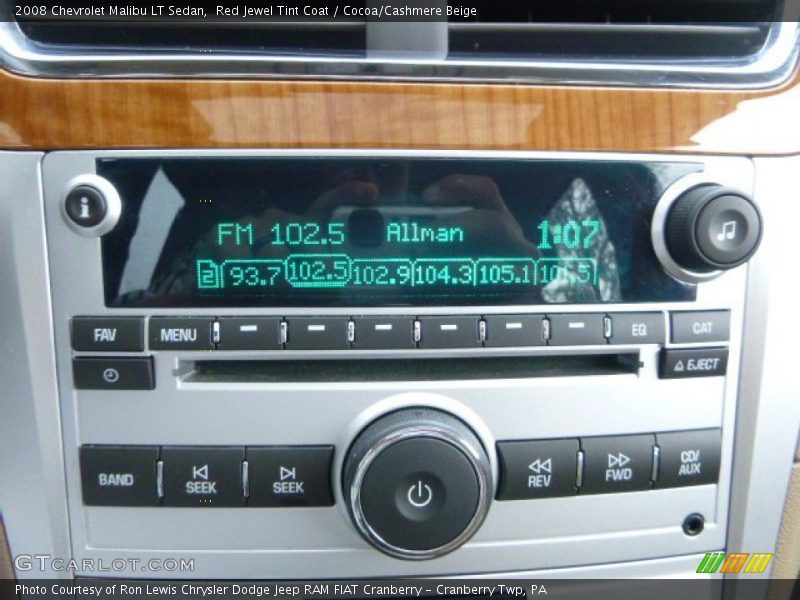 2008 Chevrolet Malibu LT Sedan, Red Jewel Tint Coat / Cocoa/Cashmere Beige
i
FM 102.5 Allman 1:07
2 93.7 102.5 102.9 104.3 105.1 101.5
FAV MENU EQ CAT
EJECT
BAND SEEK SEEK REV FWD CD/AUX
GTCarLot.com
Photo Courtesy of Ron Lewis Chrysler Dodge Jeep RAM FIAT Cranberry – Cranberry Twp, PA